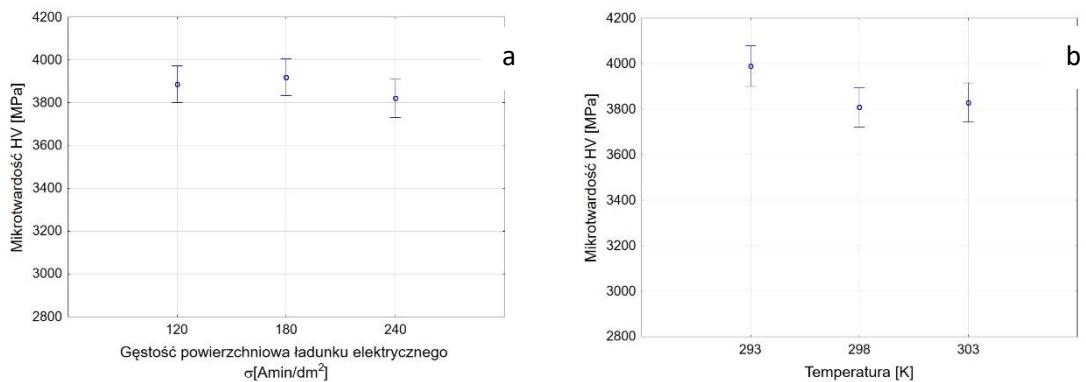 4200
4000
3800
3600
3400
3200
3000
2800
Mikrotwardość HV [MPa]
120 180 240
Gęstość powierzchniowa ładunku elektrycznego
σ[Amin/dm²]
a
4200
4000
3800
3600
3400
3200
3000
2800
Mikrotwardość HV [MPa]
293 298 303
Temperatura [K]
b